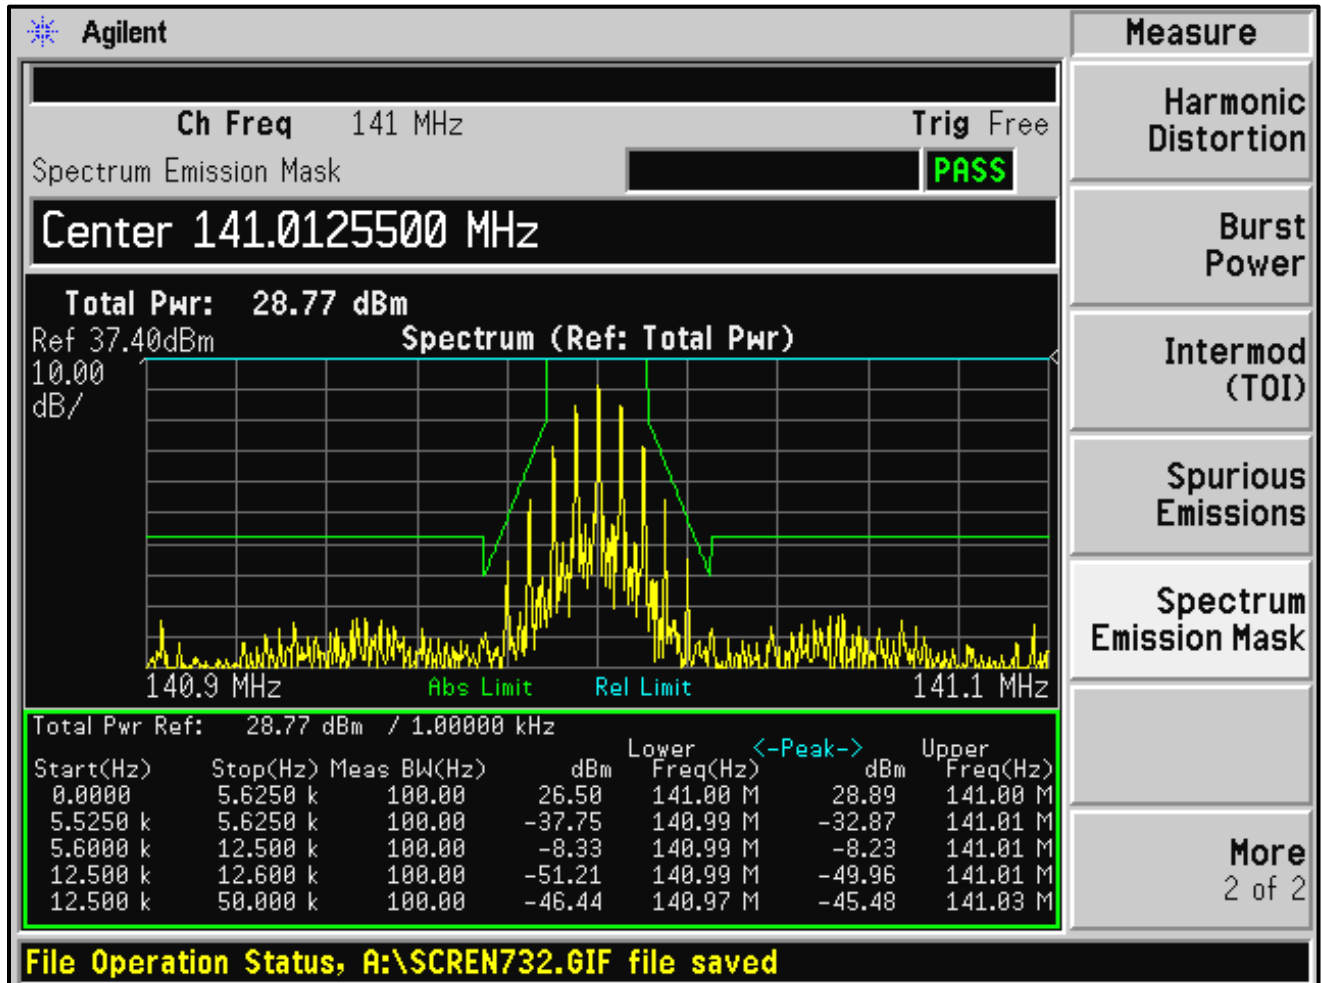 Agilent
Measure
Ch Freq 141 MHz Trig Free
Spectrum Emission Mask PASS
Center 141.0125500 MHz
Total Pwr: 28.77 dBm
Ref 37.40dBm Spectrum (Ref: Total Pwr)
10.00
dB/
140.9 MHz Abs Limit Rel Limit 141.1 MHz
Total Pwr Ref: 28.77 dBm / 1.00000 kHz
Lower <-Peak-> Upper
Start(Hz) Stop(Hz) Meas BW(Hz) dBm Freq(Hz) dBm Freq(Hz)
0.0000 5.6250 k 100.00 26.50 141.00 M 28.89 141.00 M
5.5250 k 5.6250 k 100.00 -37.75 140.99 M -32.87 141.01 M
5.6000 k 12.500 k 100.00 -8.33 140.99 M -8.23 141.01 M
12.500 k 12.600 k 100.00 -51.21 140.99 M -49.96 141.01 M
12.500 k 50.000 k 100.00 -46.44 140.97 M -45.48 141.03 M
Harmonic
Distortion
Burst
Power
Intermod
(TOI)
Spurious
Emissions
Spectrum
Emission Mask
More
2 of 2
File Operation Status, A:\SCREN732.GIF file saved